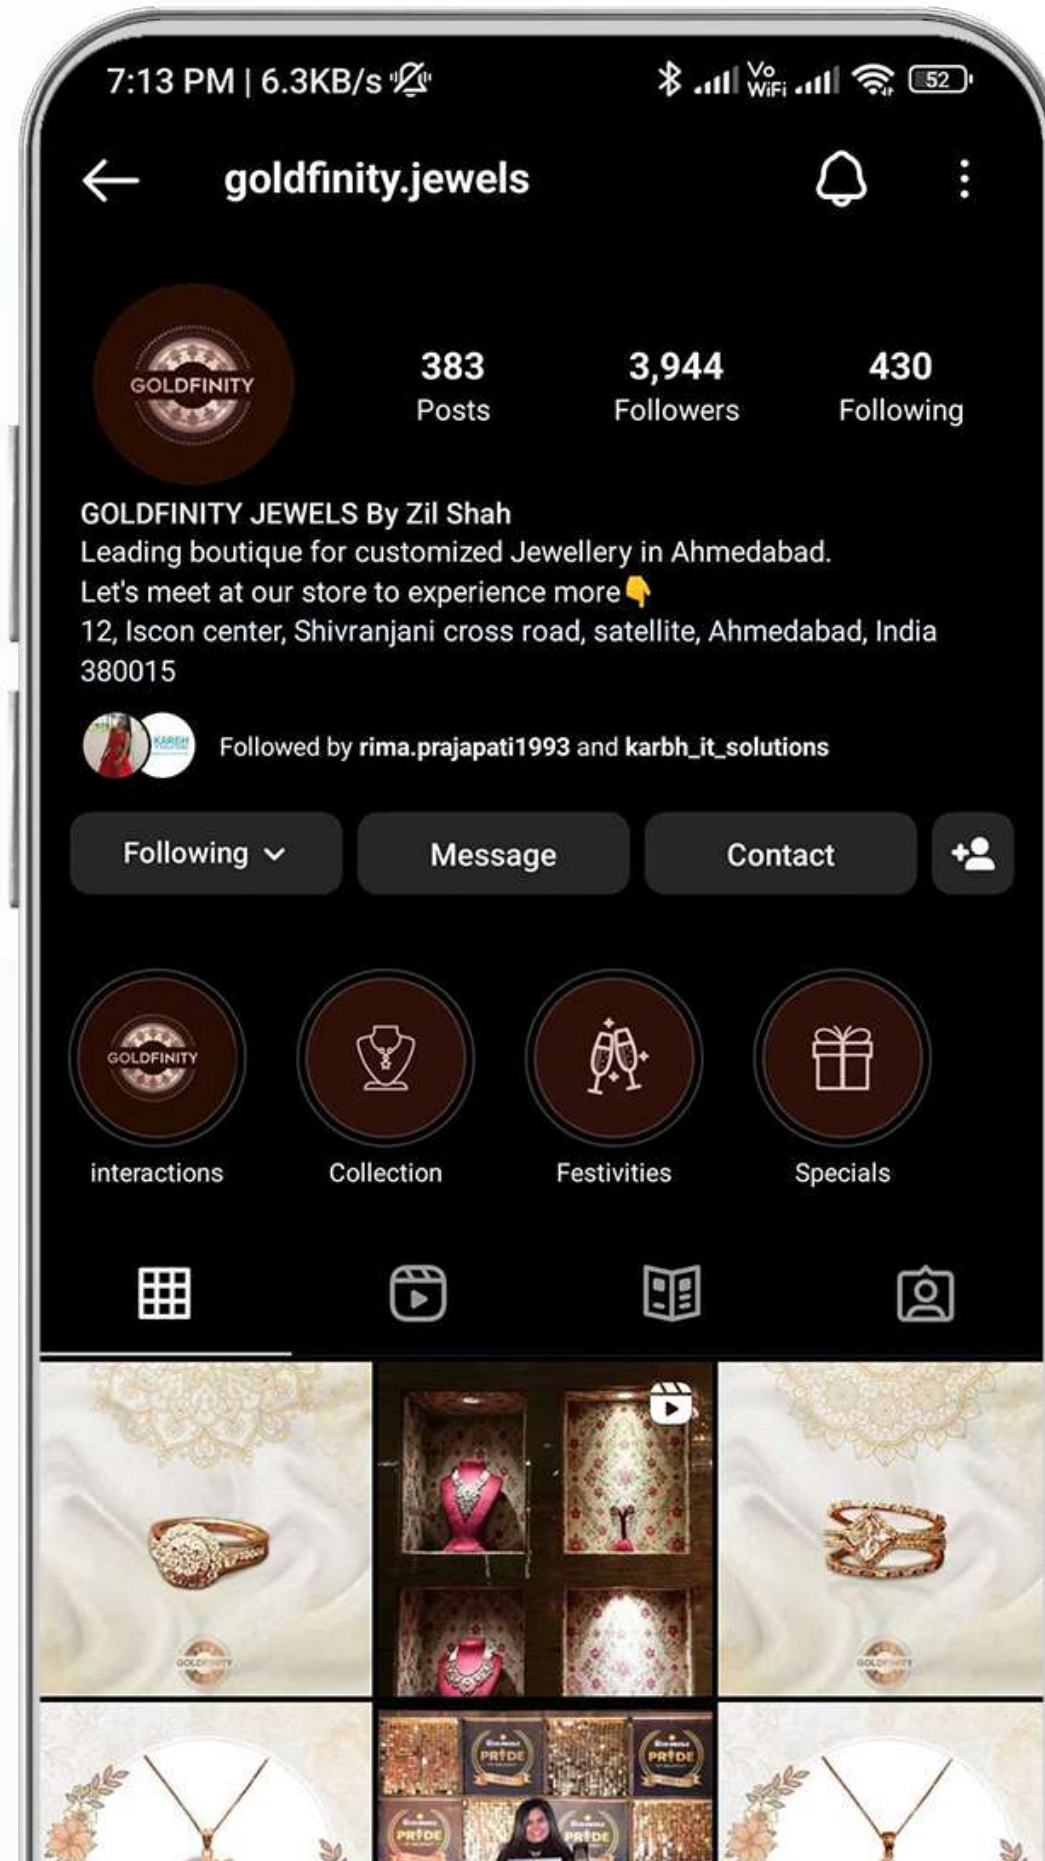 7:13 PM | 6.3KB/s
Vo
WiFi
52
goldfinity.jewels
GOLDFINITY
383
Posts
3,944
Followers
430
Following
GOLDFINITY JEWELS By Zil Shah
Leading boutique for customized Jewellery in Ahmedabad.
Let's meet at our store to experience more👇
12, Iscon center, Shivranjani cross road, satellite, Ahmedabad, India
380015
KARBH
Followed by rima.prajapati1993 and karbh_it_solutions
Following
Message
Contact
GOLDFINITY
interactions
Collection
Festivities
Specials
GOLDFINITY
GOLDFINITY
PRIDE
PRIDE
PRIDE
PRIDE